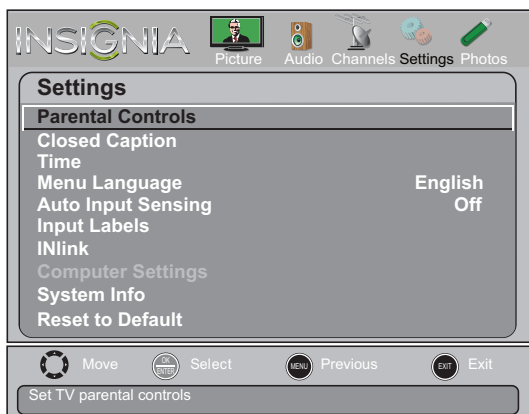 INSIGNIA
Picture Audio Channels Settings Photos
Settings
Parental Controls
Closed Caption
Time
Menu Language English
Auto Input Sensing Off
Input Labels
INlink
Computer Settings
System Info
Reset to Default
Move OK ENTER Select MENU Previous EXIT Exit
Set TV parental controls